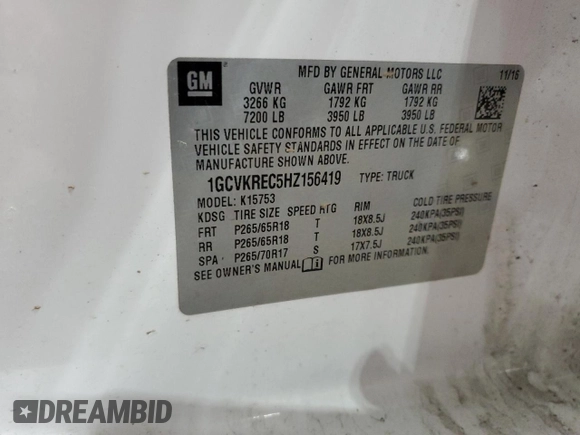 GM
MFD BY GENERAL MOTORS LLC 11/16
GVWR GAWR FRT GAWR RR
3266 KG 1792 KG 1792 KG
7200 LB 3950 LB 3950 LB
THIS VEHICLE CONFORMS TO ALL APPLICABLE U.S. FEDERAL MOTOR
VEHICLE SAFETY STANDARDS IN EFFECT ON THE DATE OF
MANUFACTURE SHOWN ABOVE.
1GCVKREC5HZ156419 TYPE: TRUCK
MODEL: K15753
KDSG TIRE SIZE SPEED RTG RIM COLD TIRE PRESSURE
FRT P265/65R18 T 18X8.5J 240KPA(35PSI)
RR P265/65R18 T 18X8.5J 240KPA(35PSI)
SPA P265/70R17 S 17X7.5J 240KPA(35PSI)
SEE OWNER'S MANUAL FOR MORE INFORMATION.
DREAMBID